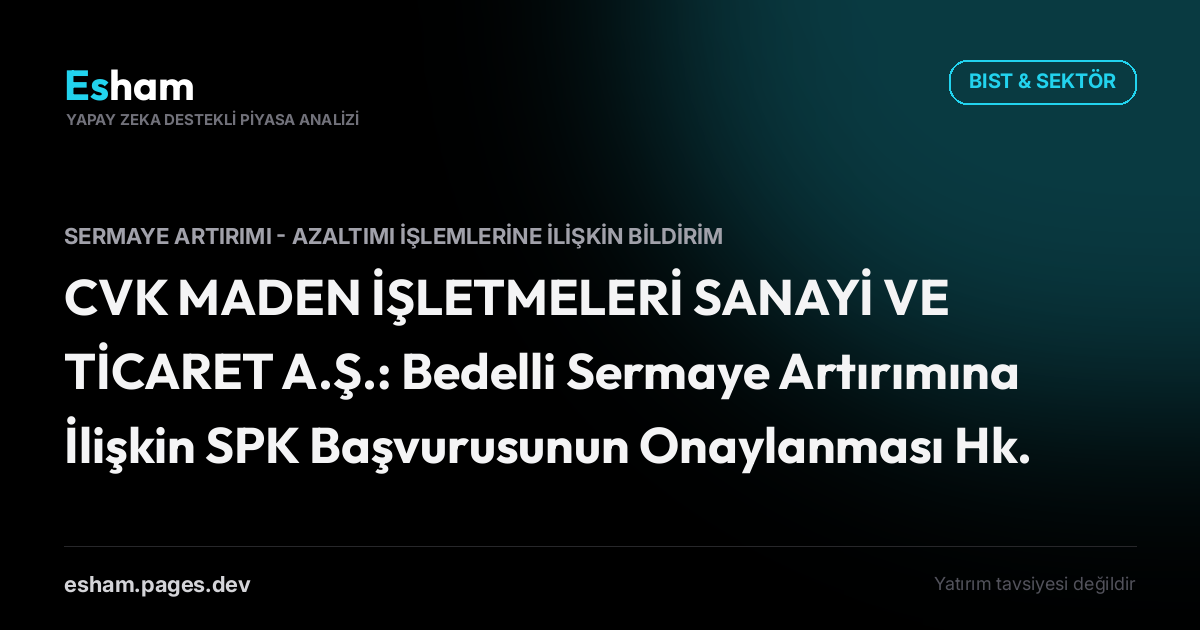 Esham
BIST & SEKTÖR
YAPAY ZEKA DESTEKLİ PİYASA ANALİZİ
SERMAYE ARTIRIMI - AZALTIMI İŞLEMLERİNE İLİŞKİN BİLDİRİM
CVK MADEN İŞLETMELERİ SANAYİ VE
TİCARET A.Ş.: Bedelli Sermaye Artırımına
İlişkin SPK Başvurusunun Onaylanması Hk.
esham.pages.dev
Yatırım tavsiyesi değildir